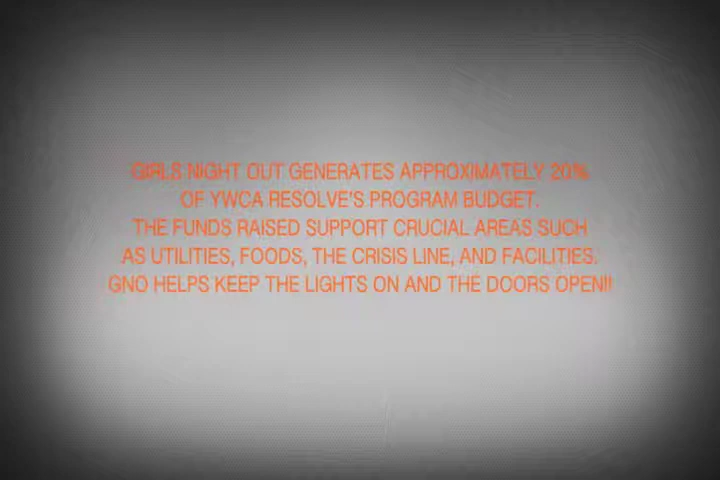 GIRLS NIGHT OUT GENERATES APPROXIMATELY 20%
OF YWCA RESOLVE'S PROGRAM BUDGET.
THE FUNDS RAISED SUPPORT CRUCIAL AREAS SUCH
AS UTILITIES, FOODS, THE CRISIS LINE, AND FACILITIES.
GNO HELPS KEEP THE LIGHTS ON AND THE DOORS OPEN!!